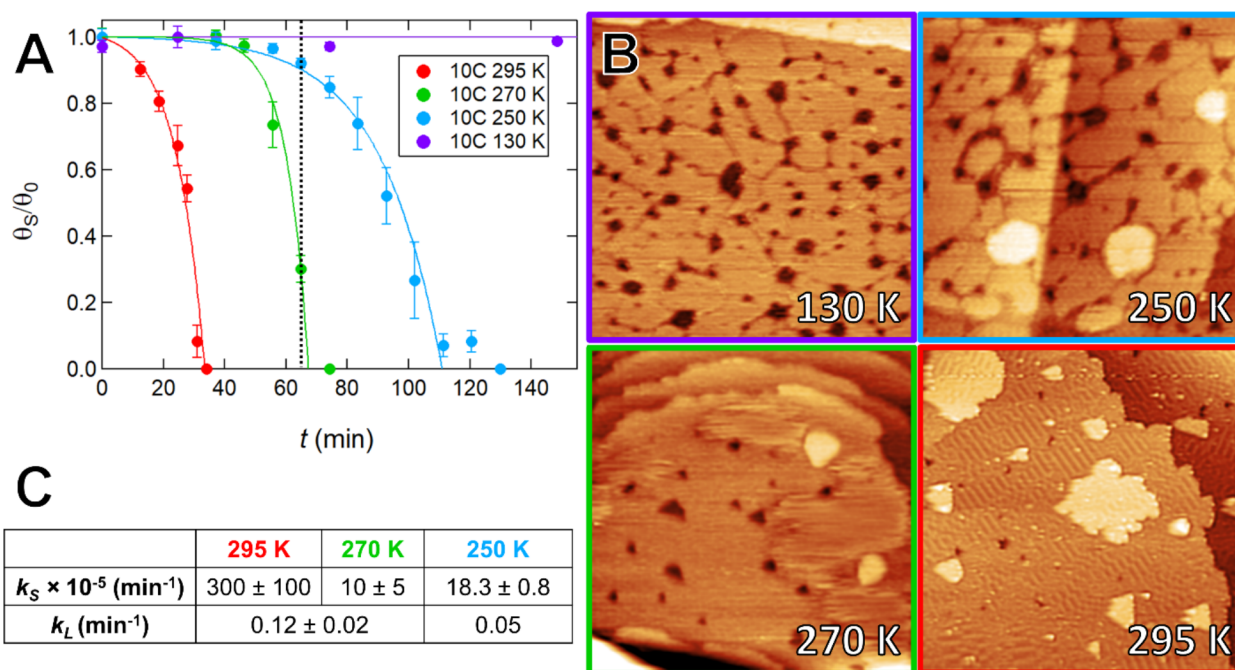 A
B
1.0
0.8
0.6
0.4
0.2
0.0
θS/θ0
10C 295 K
10C 270 K
10C 250 K
10C 130 K
0 20 40 60 80 100 120 140
t (min)
130 K
250 K
270 K
295 K
C
295 K 270 K 250 K
kS × 10-5 (min-1) 300 ± 100 10 ± 5 18.3 ± 0.8
kL (min-1) 0.12 ± 0.02 0.05